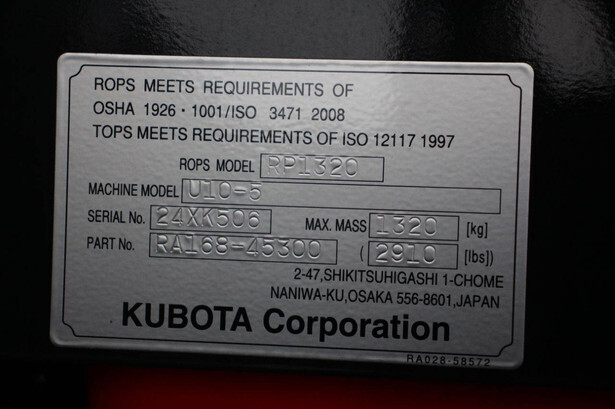 ROPS MEETS REQUIREMENTS OF
OSHA 1926・1001/ISO 3471 2008
TOPS MEETS REQUIREMENTS OF ISO 12117 1997
ROPS MODEL RP1320
MACHINE MODEL U10-5
SERIAL No. 24XK506 MAX. MASS 1320 [kg]
PART No. RA168-45300 ( 2910 [lbs])
2-47,SHIKITSUHIGASHI 1-CHOME
NANIWA-KU,OSAKA 556-8601,JAPAN
KUBOTA Corporation
RA028-58572